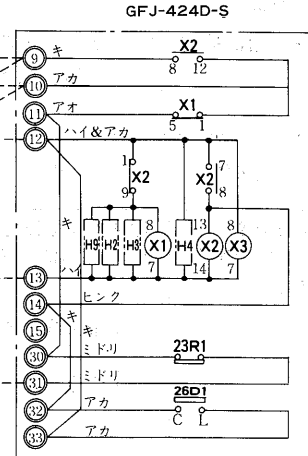 GFJ-424D-S
9 キ X2
8 12
10 アカ
11 アオ X1
5 1
12 ハイ&アカ
1 7
X2 X2
9 8
キ
H9 H2 H3 8 X1 7 H4 13 X2 14 8 X3 7
13 ハイ
14 ピンク
キ
15 キ
30 ミドリ 23R1
31 ミドリ
26D1
32 アカ C L
33 アカ